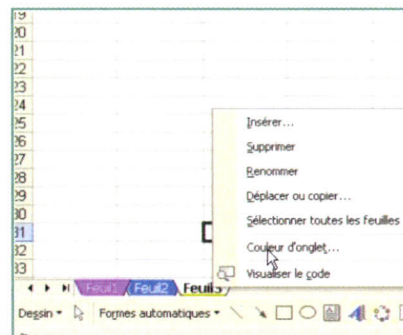 19
20
21
22
23
24
25
26
27
28
29
30
31
32
33
Insérer...
Supprimer
Renommer
Déplacer ou copier...
Sélectionner toutes les feuilles
Couleur d'onglet...
Visualiser le code
Feuil1 Feuil2 Feuil3
Dessin Formes automatiques